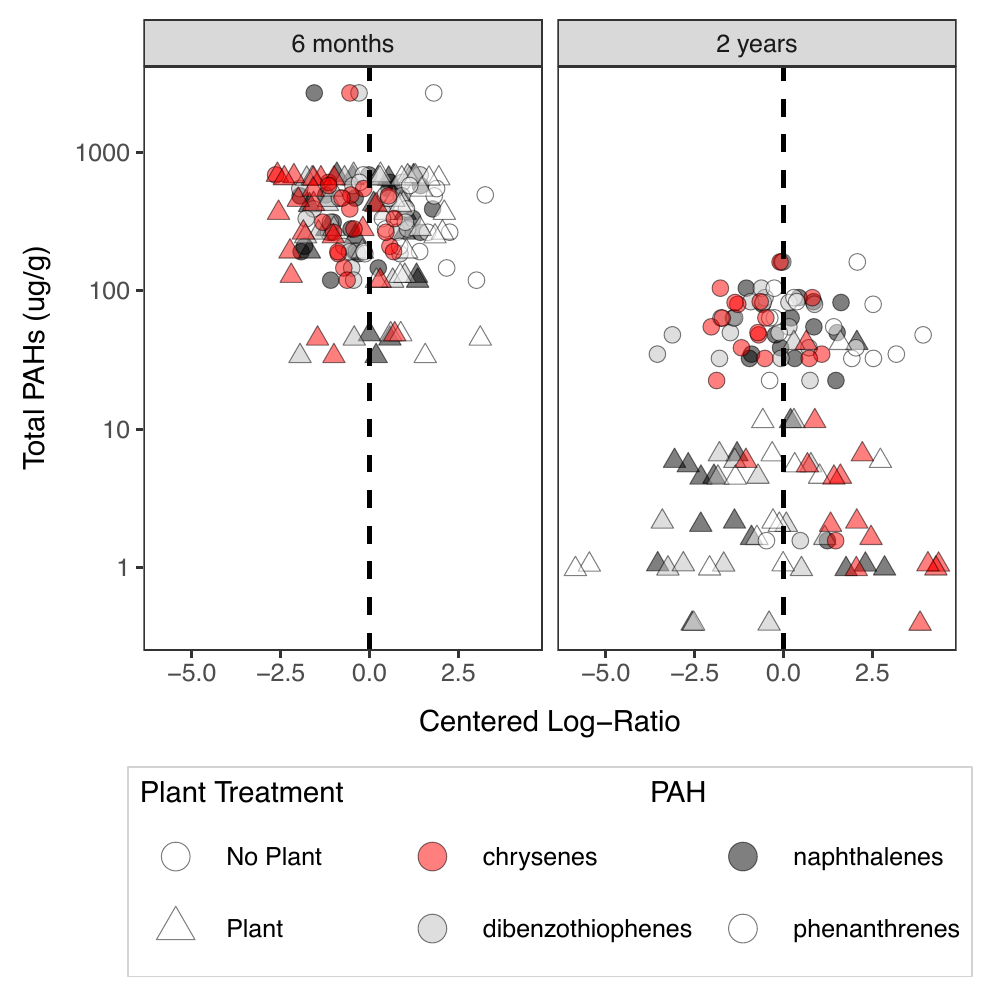 6 months
2 years
Total PAHs (ug/g)
1000
100
10
1
−5.0 −2.5 0.0 2.5
−5.0 −2.5 0.0 2.5
Centered Log−Ratio
Plant Treatment
PAH
No Plant
chrysenes
naphthalenes
Plant
dibenzothiophenes
phenanthrenes